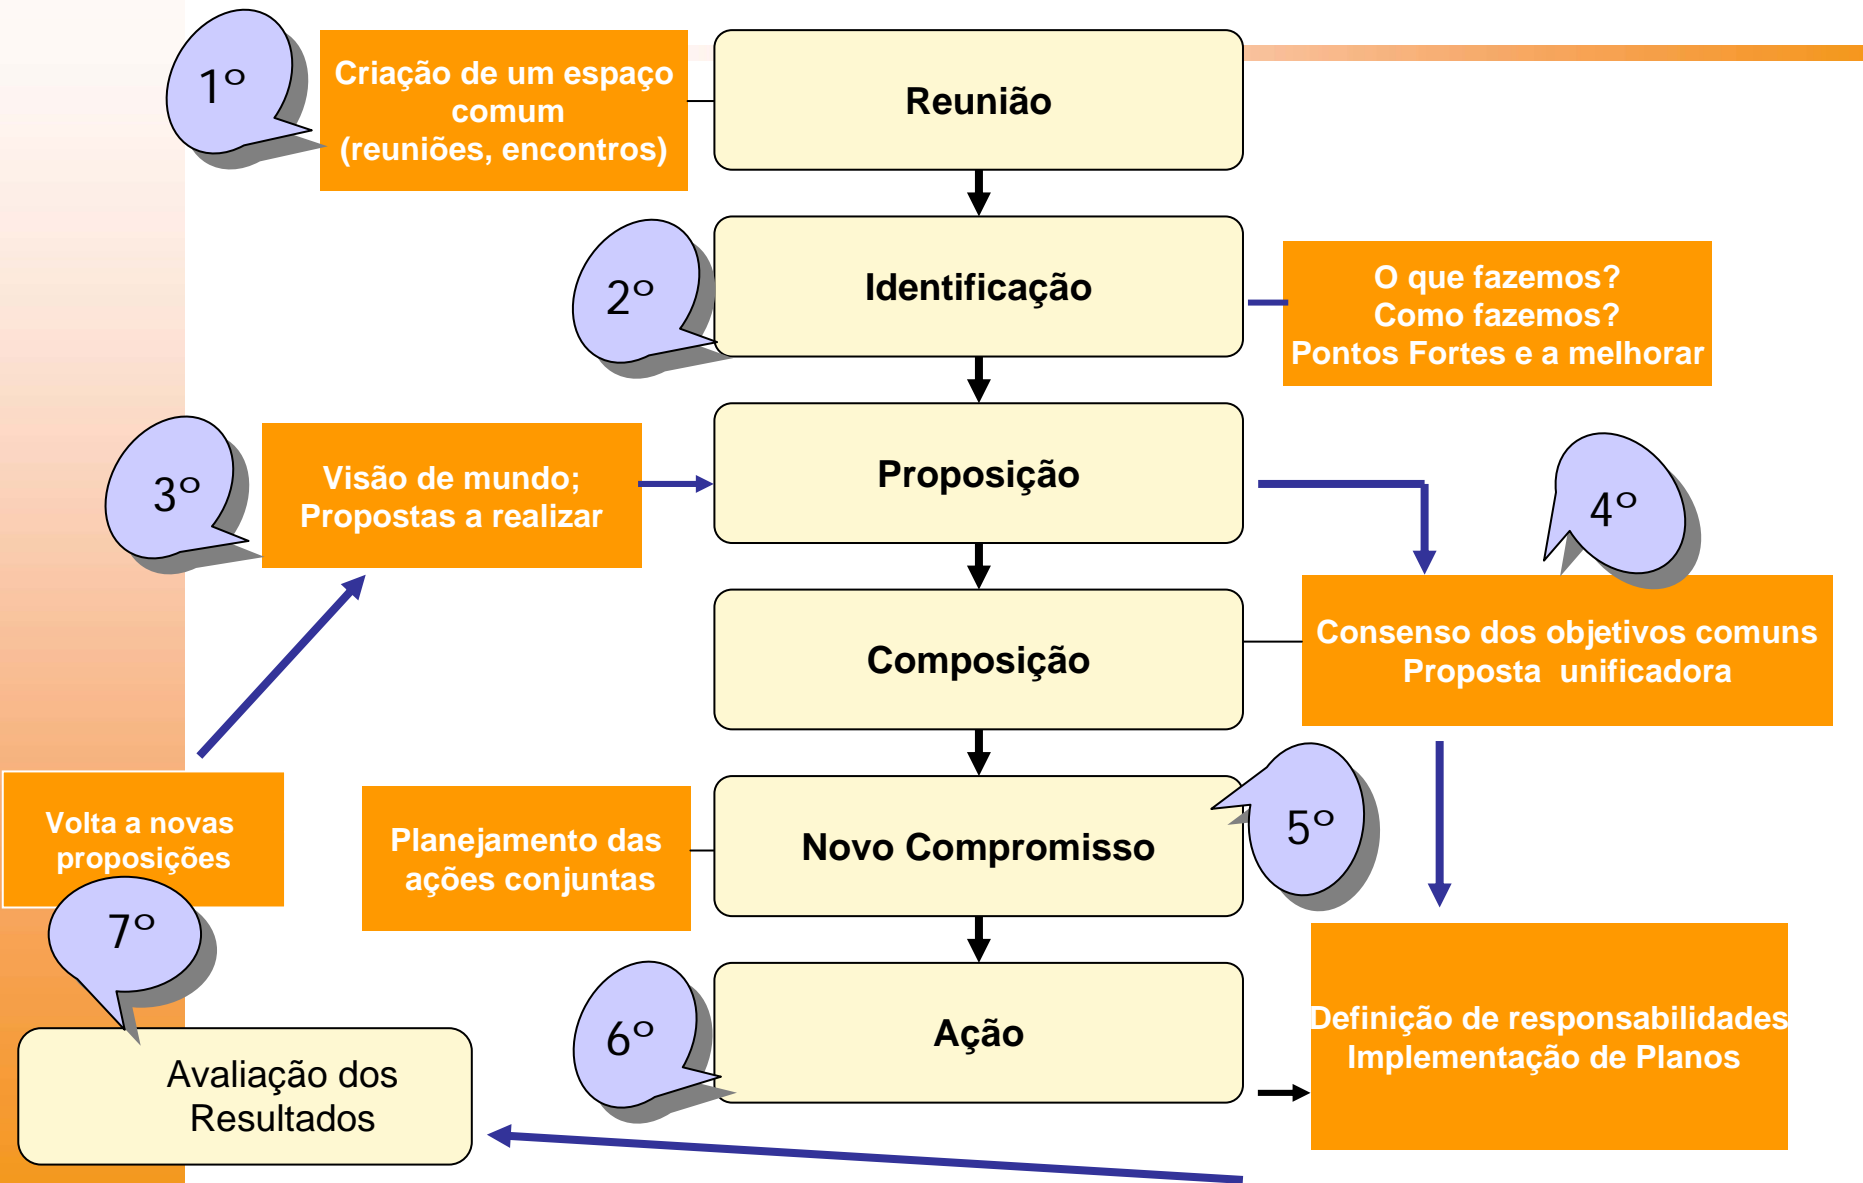 1º
Criação de um espaço
comum
(reuniões, encontros)
Reunião
2º
Identificação
O que fazemos?
Como fazemos?
Pontos Fortes e a melhorar
3º
Visão de mundo;
Propostas a realizar
Proposição
4º
Composição
Consenso dos objetivos comuns
Proposta unificadora
Volta a novas
proposições
Planejamento das
ações conjuntas
Novo Compromisso
5º
7º
Avaliação dos
Resultados
6º
Ação
Definição de responsabilidades
Implementação de Planos